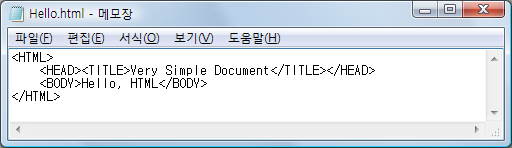 Hello.html - 메모장
파일(F) 편집(E) 서식(O) 보기(V) 도움말(H)
<HTML>
    <HEAD><TITLE>Very Simple Document</TITLE></HEAD>
    <BODY>Hello, HTML</BODY>
</HTML>